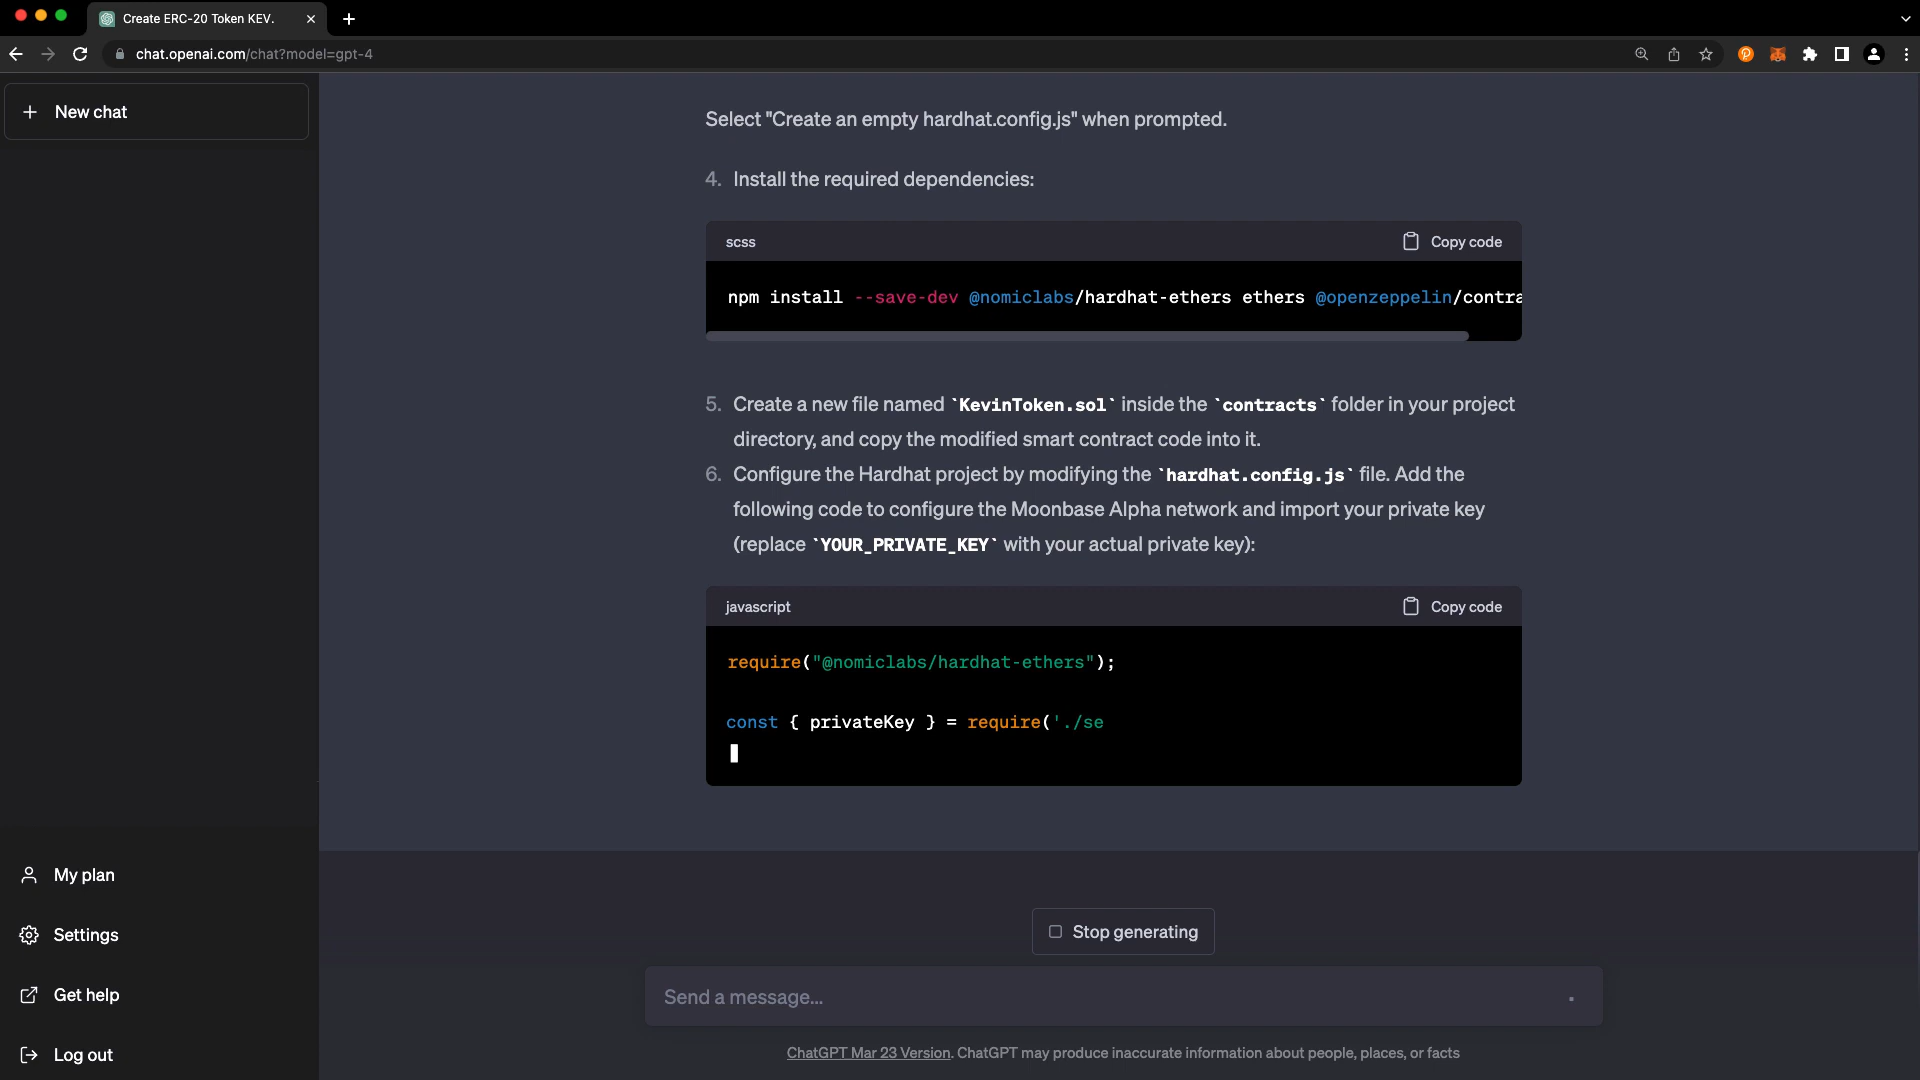 Create ERC-20 Token KEV.
chat.openai.com/chat?model=gpt-4
New chat
Select "Create an empty hardhat.config.js" when prompted.
4. Install the required dependencies:
scss
Copy code
npm install --save-dev @nomiclabs/hardhat-ethers ethers @openzeppelin/contra
5. Create a new file named `KevinToken.sol` inside the `contracts` folder in your project
directory, and copy the modified smart contract code into it.
6. Configure the Hardhat project by modifying the `hardhat.config.js` file. Add the
following code to configure the Moonbase Alpha network and import your private key
(replace `YOUR_PRIVATE_KEY` with your actual private key):
javascript
Copy code
require("@nomiclabs/hardhat-ethers");
const { privateKey } = require('./se
My plan
Settings
Get help
Log out
Stop generating
Send a message...
ChatGPT Mar 23 Version. ChatGPT may produce inaccurate information about people, places, or facts